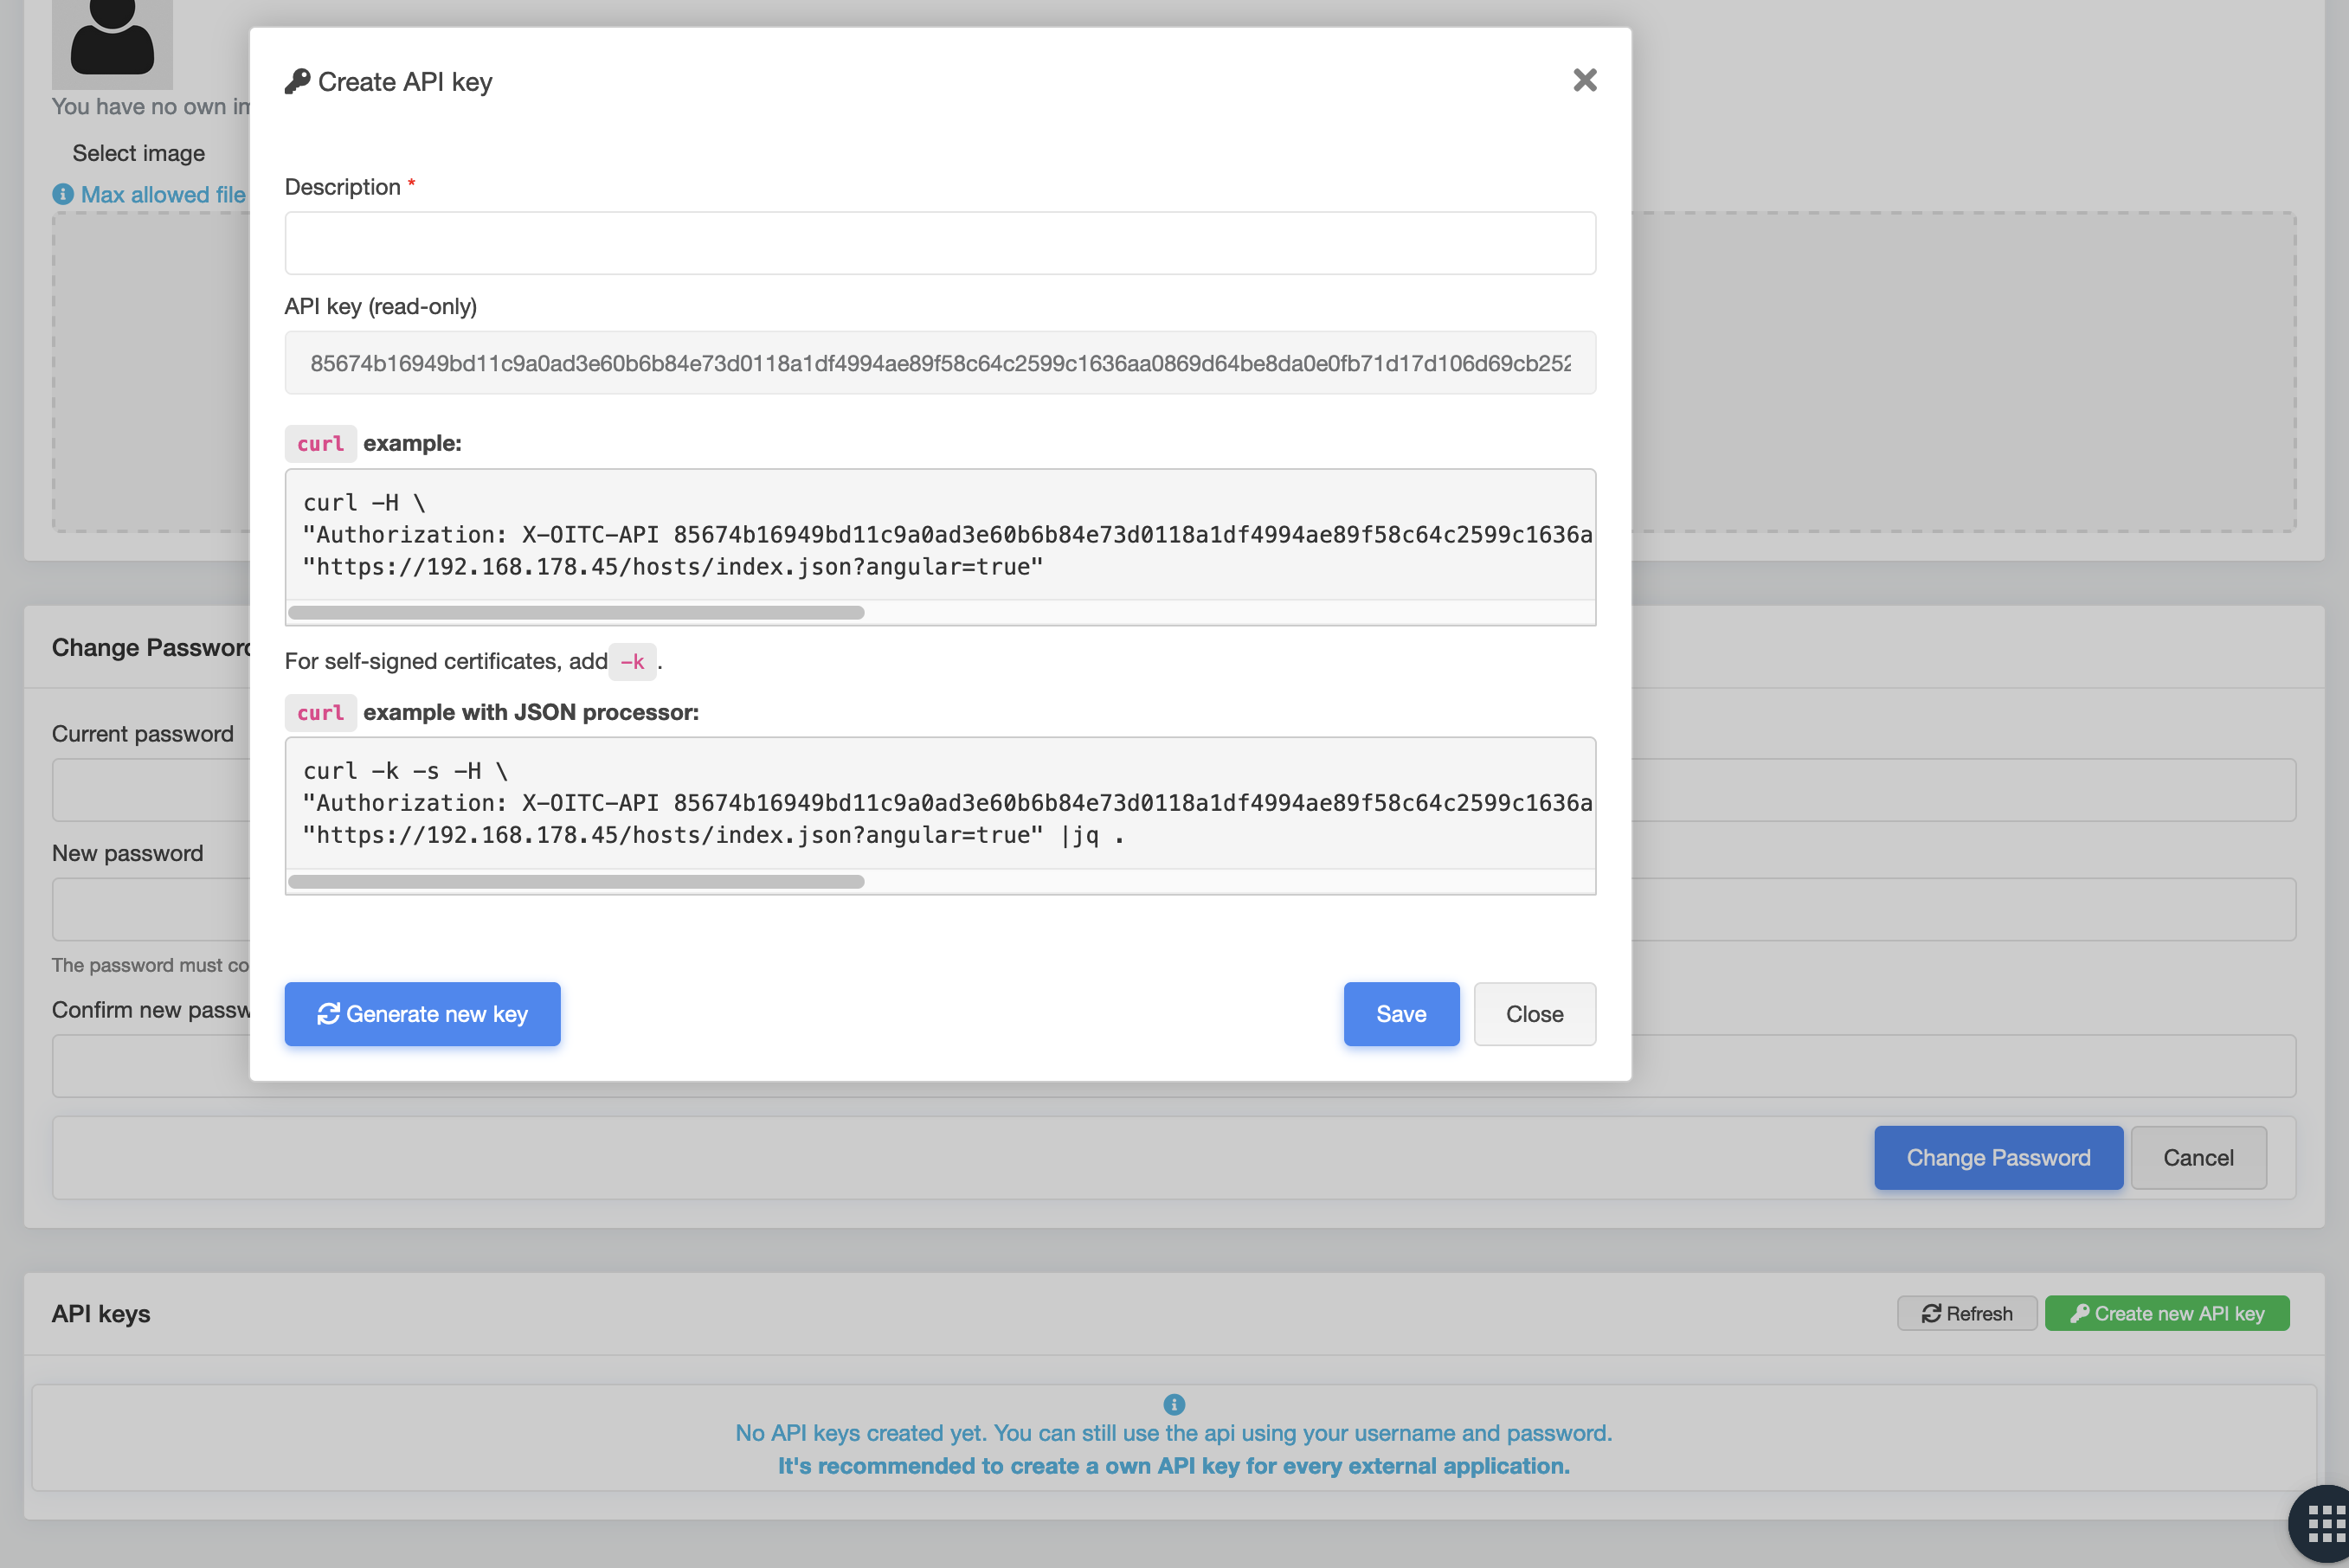 You have no own im
Select image
Max allowed file
Create API key
Description *
API key (read-only)
85674b16949bd11c9a0ad3e60b6b84e73d0118a1df4994ae89f58c64c2599c1636aa0869d64be8da0e0fb71d17d106d69cb252
curl example:
curl -H \
"Authorization: X-OITC-API 85674b16949bd11c9a0ad3e60b6b84e73d0118a1df4994ae89f58c64c2599c1636a
"https://192.168.178.45/hosts/index.json?angular=true"
For self-signed certificates, add -k .
curl example with JSON processor:
curl -k -s -H \
"Authorization: X-OITC-API 85674b16949bd11c9a0ad3e60b6b84e73d0118a1df4994ae89f58c64c2599c1636a
"https://192.168.178.45/hosts/index.json?angular=true" |jq .
Generate new key
Save
Close
Change Password
Current password
New password
The password must co
Confirm new passw
Change Password
Cancel
API keys
Refresh
Create new API key
No API keys created yet. You can still use the api using your username and password.
It's recommended to create a own API key for every external application.